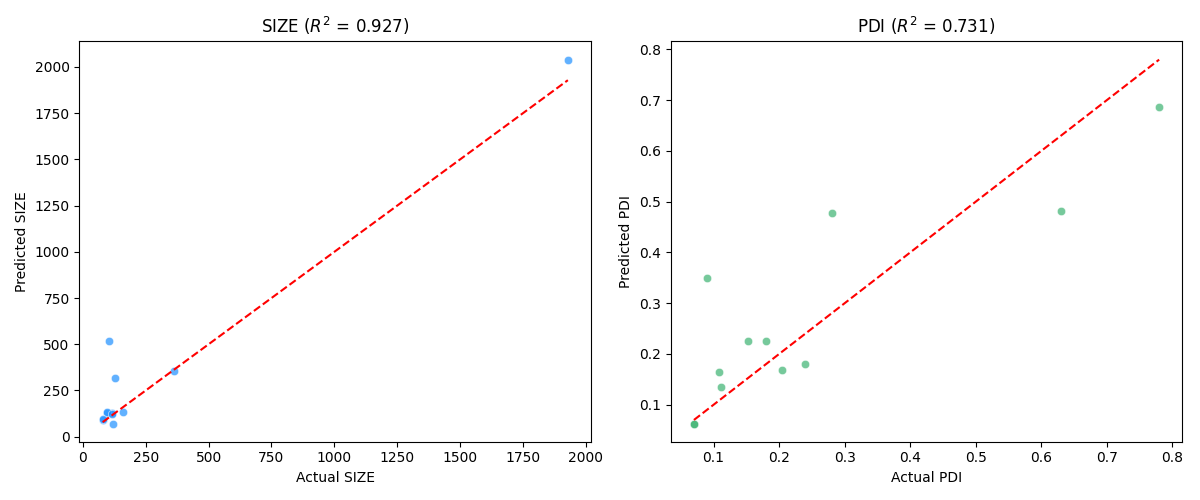 SIZE (R² = 0.927)
Predicted SIZE
2000
1750
1500
1250
1000
750
500
250
0
0 250 500 750 1000 1250 1500 1750 2000
Actual SIZE
PDI (R² = 0.731)
Predicted PDI
0.8
0.7
0.6
0.5
0.4
0.3
0.2
0.1
0.1 0.2 0.3 0.4 0.5 0.6 0.7 0.8
Actual PDI